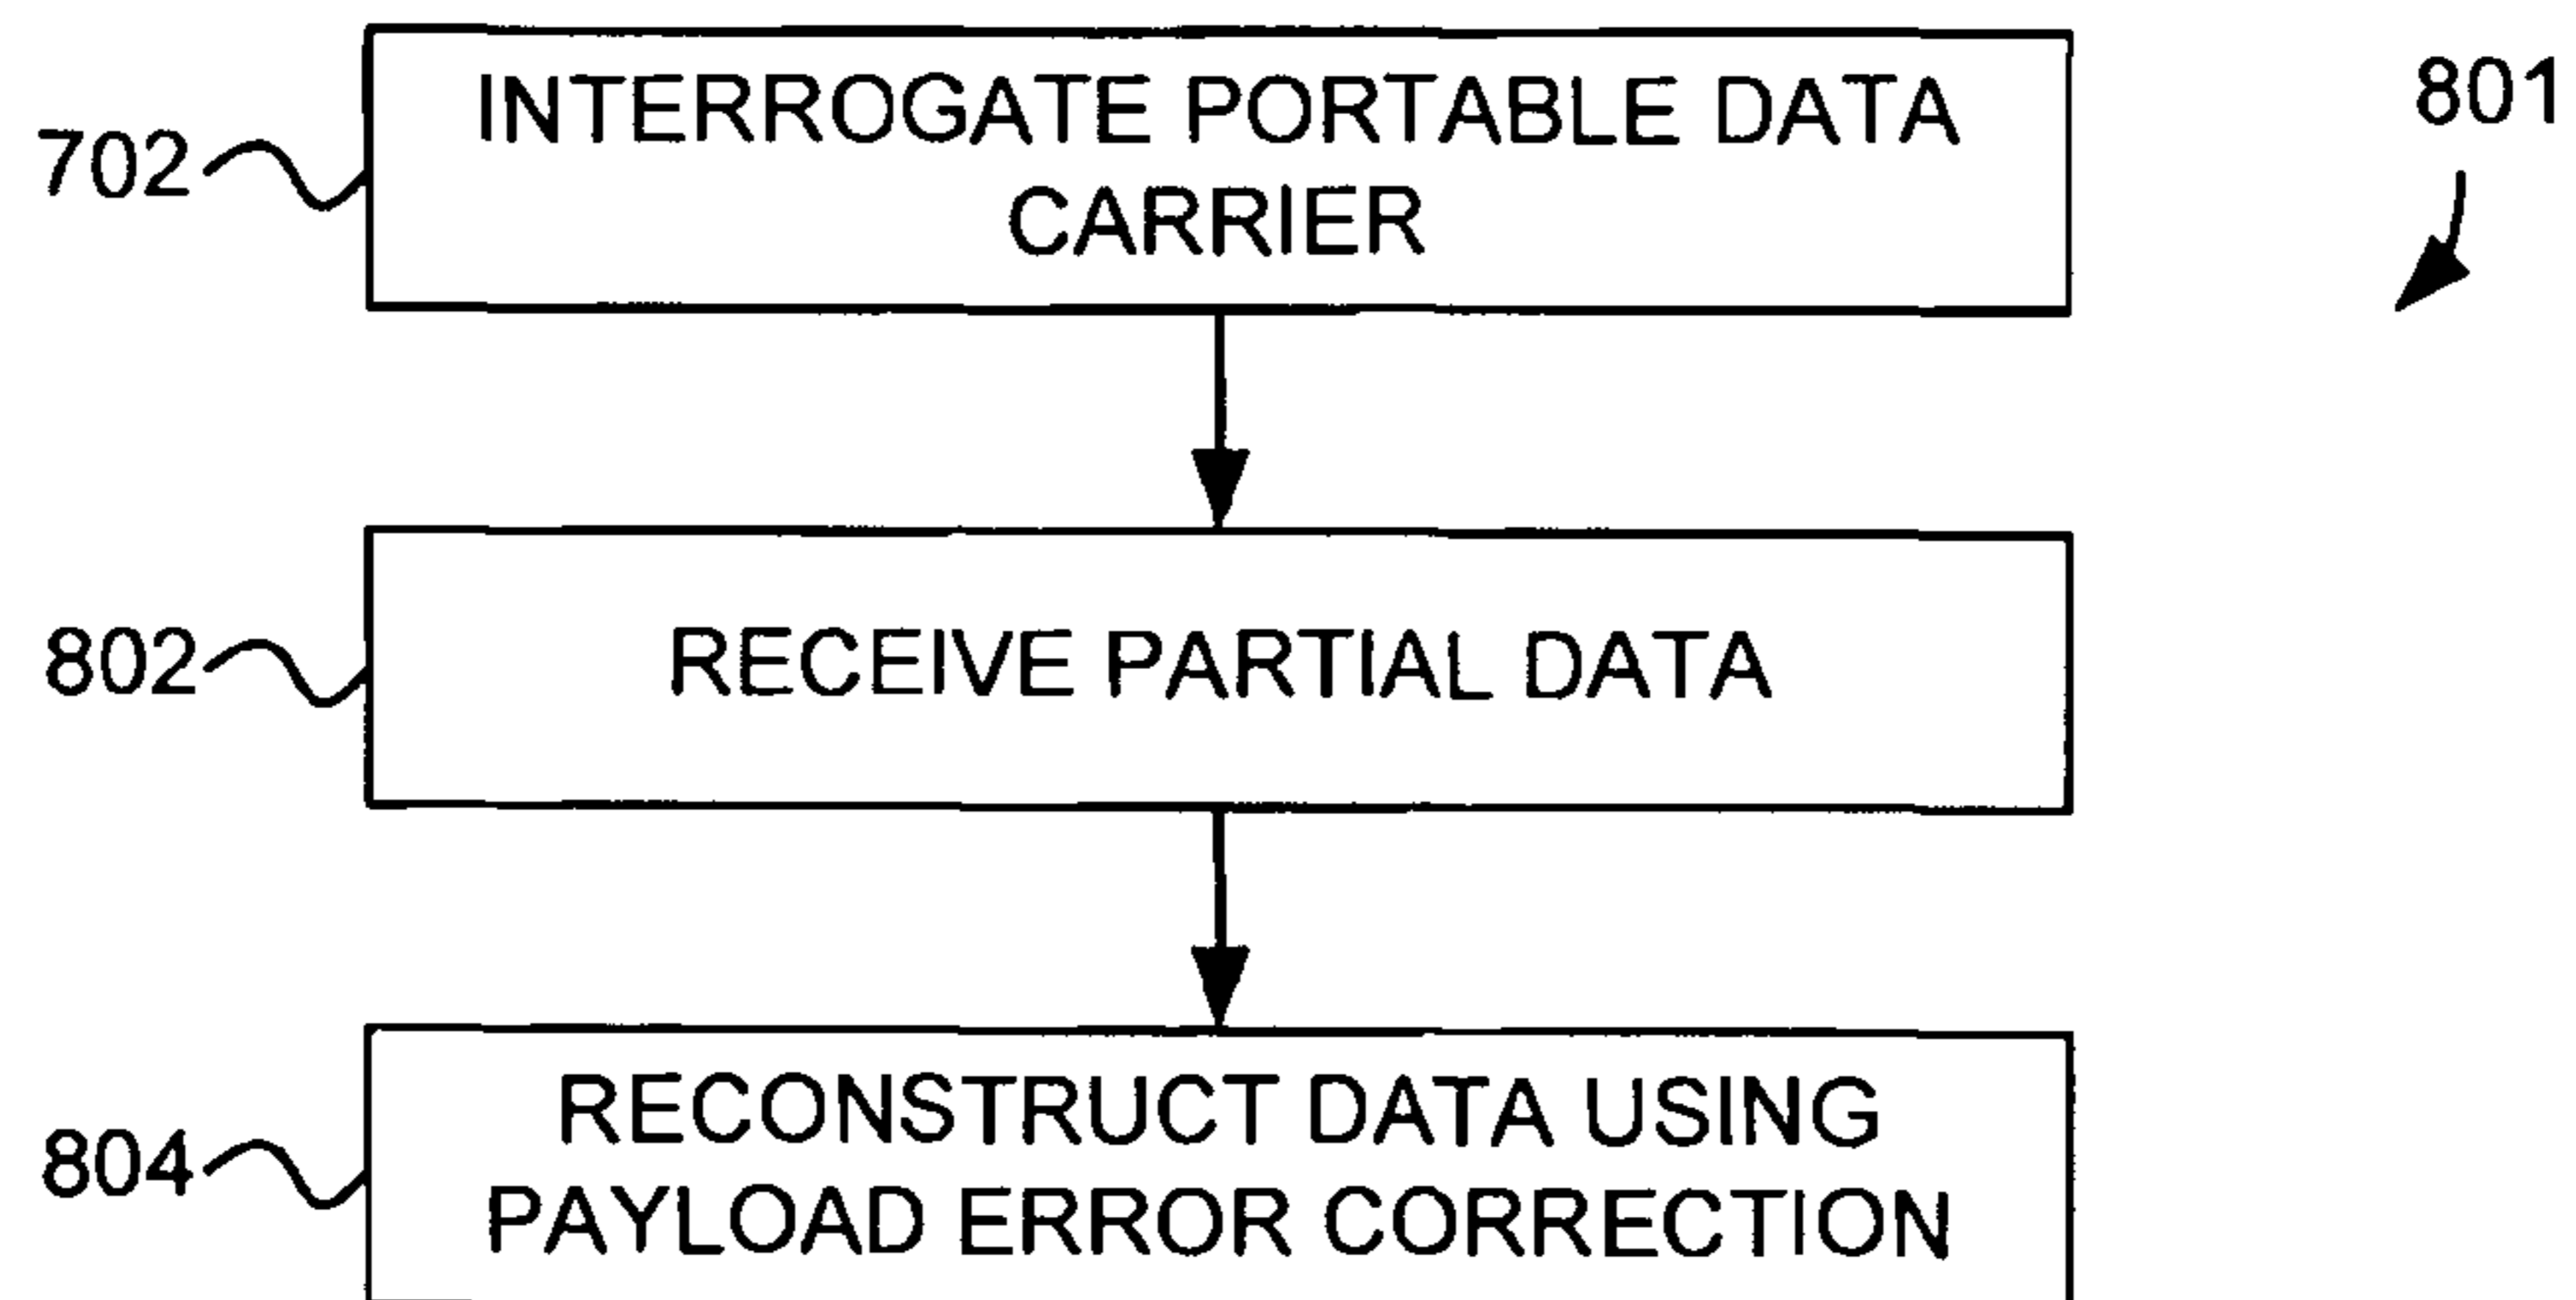 INTERROGATE PORTABLE DATA
CARRIER
801
702
RECEIVE PARTIAL DATA
802
RECONSTRUCT DATA USING
PAYLOAD ERROR CORRECTION
804